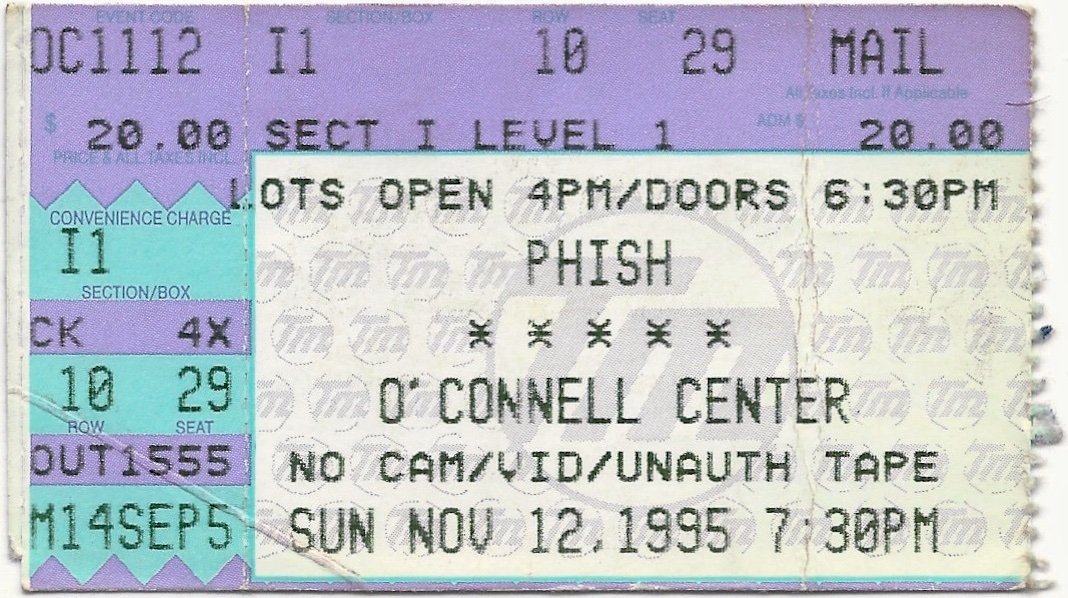 EVENT CODE SECTION/BOX ROW SEAT
OC1112 I1 10 29 MAIL
All Taxes Incl. If Applicable
$ 20.00 SECT I LEVEL 1 ADM $ 20.00
PRICE & ALL TAXES INCL.
LOTS OPEN 4PM/DOORS 6:30PM
CONVENIENCE CHARGE
I1
PHISH
SECTION/BOX
CK 4X
* * * * *
10 29
O'CONNELL CENTER
ROW SEAT
OUT1555
NO CAM/VID/UNAUTH TAPE
M14SEP5
SUN NOV 12,1995 7:30PM